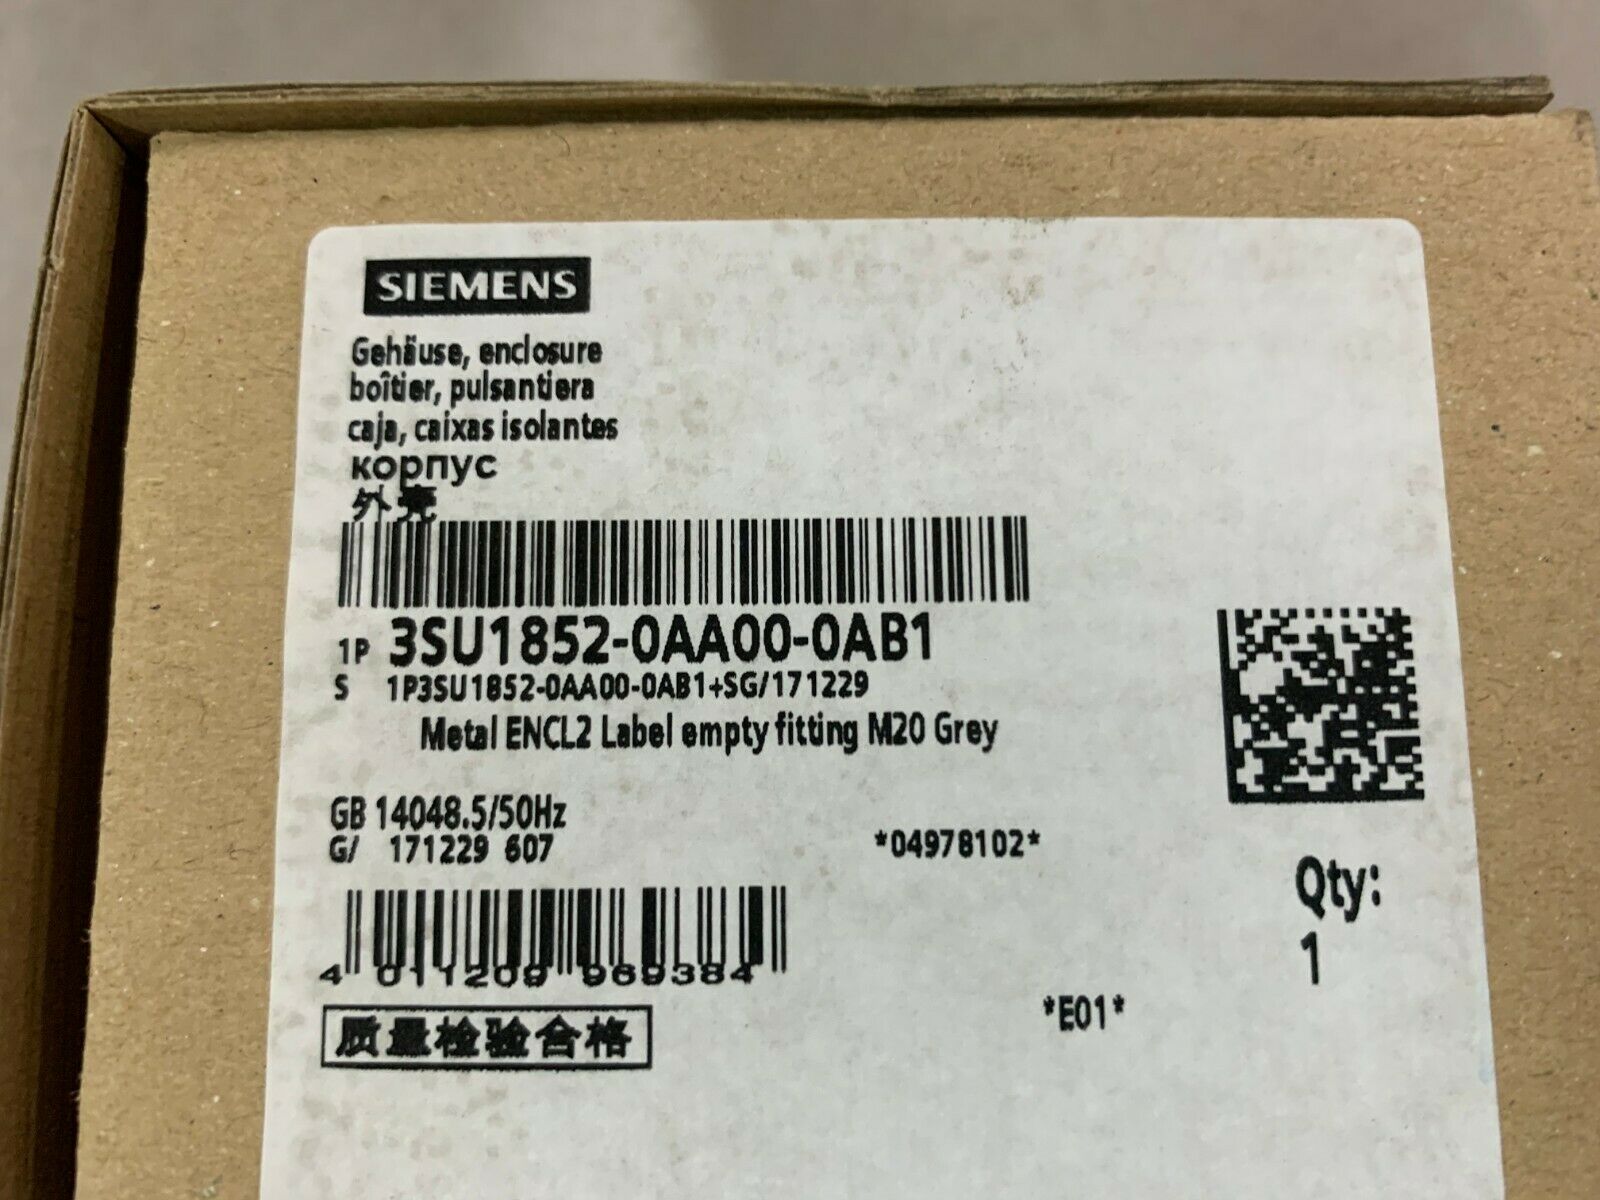 SIEMENS
Gehäuse, enclosure
boîtier, pulsantiera
caja, caixas isolantes
корпус
外壳
1P 3SU1852-0AA00-0AB1
S 1P3SU1852-0AA00-0AB1+SG/171229
Metal ENCL2 Label empty fitting M20 Grey
GB 14048.5/50Hz
G/ 171229 607
*04978102*
Qty:
1
4 011209 969384
*E01*
质量检验合格